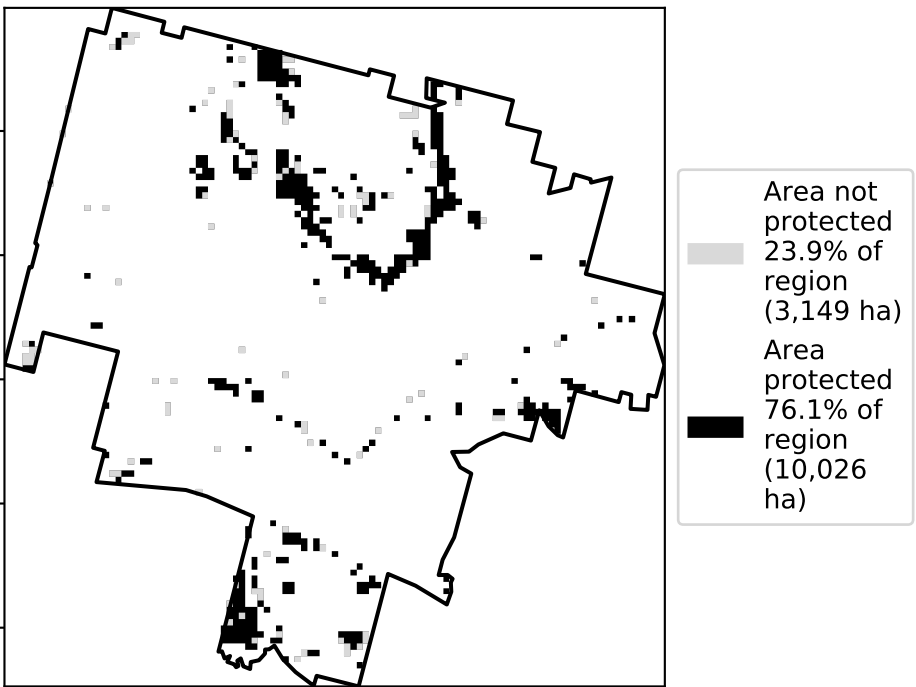 Area not
protected
23.9% of
region
(3,149 ha)
Area
protected
76.1% of
region
(10,026
ha)